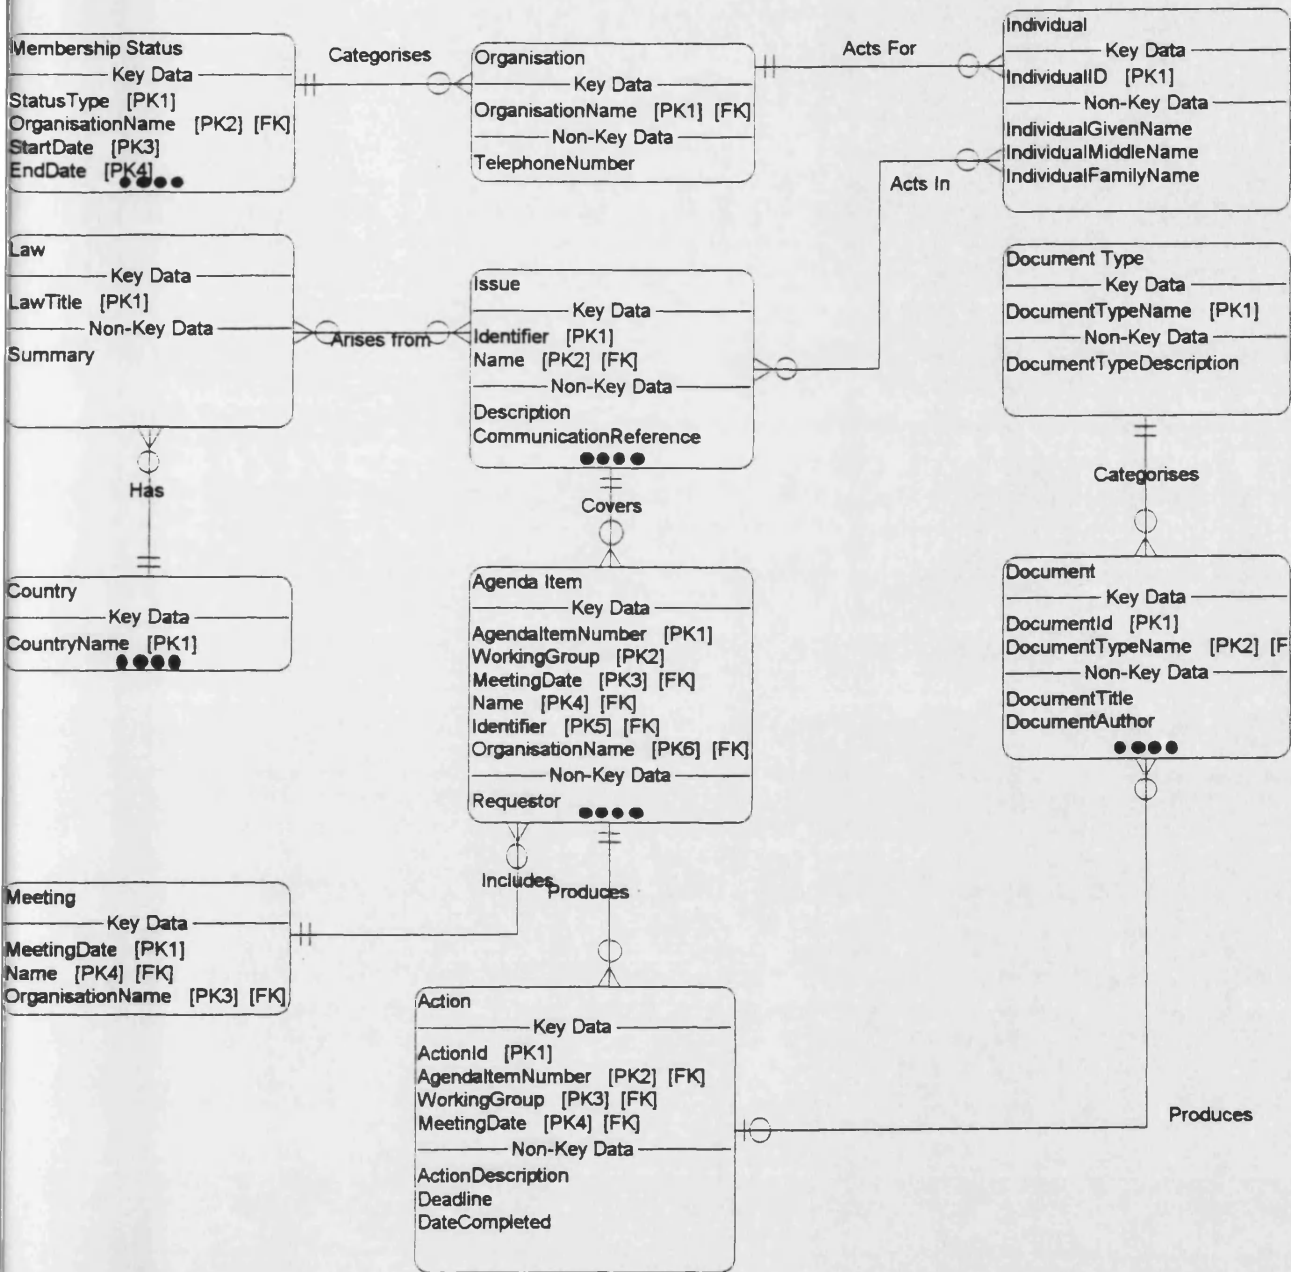 Membership Status
Key Data
StatusType [PK1]
OrganisationName [PK2] [FK]
StartDate [PK3]
EndDate [PK4]
Categorises
Organisation
Key Data
OrganisationName [PK1] [FK]
Non-Key Data
TelephoneNumber
Acts For
Individual
Key Data
IndividualID [PK1]
Non-Key Data
IndividualGivenName
IndividualMiddleName
IndividualFamilyName
Acts In
Law
Key Data
LawTitle [PK1]
Non-Key Data
Summary
Arises from
Issue
Key Data
Identifier [PK1]
Name [PK2] [FK]
Non-Key Data
Description
CommunicationReference
Document Type
Key Data
DocumentTypeName [PK1]
Non-Key Data
DocumentTypeDescription
Has
Covers
Categorises
Country
Key Data
CountryName [PK1]
Agenda Item
Key Data
AgendaItemNumber [PK1]
WorkingGroup [PK2]
MeetingDate [PK3] [FK]
Name [PK4] [FK]
Identifier [PK5] [FK]
OrganisationName [PK6] [FK]
Non-Key Data
Requestor
Document
Key Data
DocumentId [PK1]
DocumentTypeName [PK2] [F
Non-Key Data
DocumentTitle
DocumentAuthor
Includes
Produces
Meeting
Key Data
MeetingDate [PK1]
Name [PK4] [FK]
OrganisationName [PK3] [FK]
Action
Key Data
ActionId [PK1]
AgendaItemNumber [PK2] [FK]
WorkingGroup [PK3] [FK]
MeetingDate [PK4] [FK]
Non-Key Data
ActionDescription
Deadline
DateCompleted
Produces